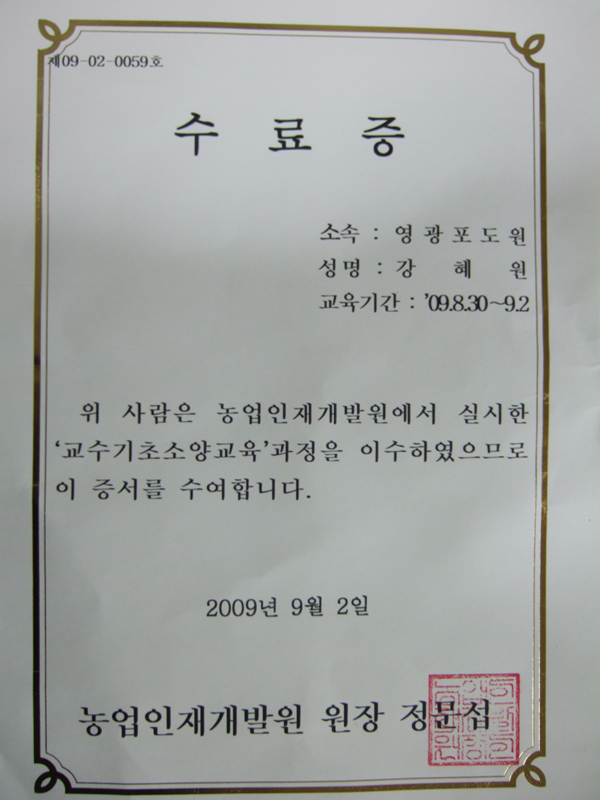 제09-02-0059호
수 료 증
소속 : 영 광 포 도 원
성명 : 강 혜 원
교육기간 : '09.8.30~9.2
위 사람은 농업인재개발원에서 실시한
'교수기초소양교육'과정을 이수하였으므로
이 증서를 수여합니다.
2009년 9월 2일
농업인재개발원 원장 정문섭